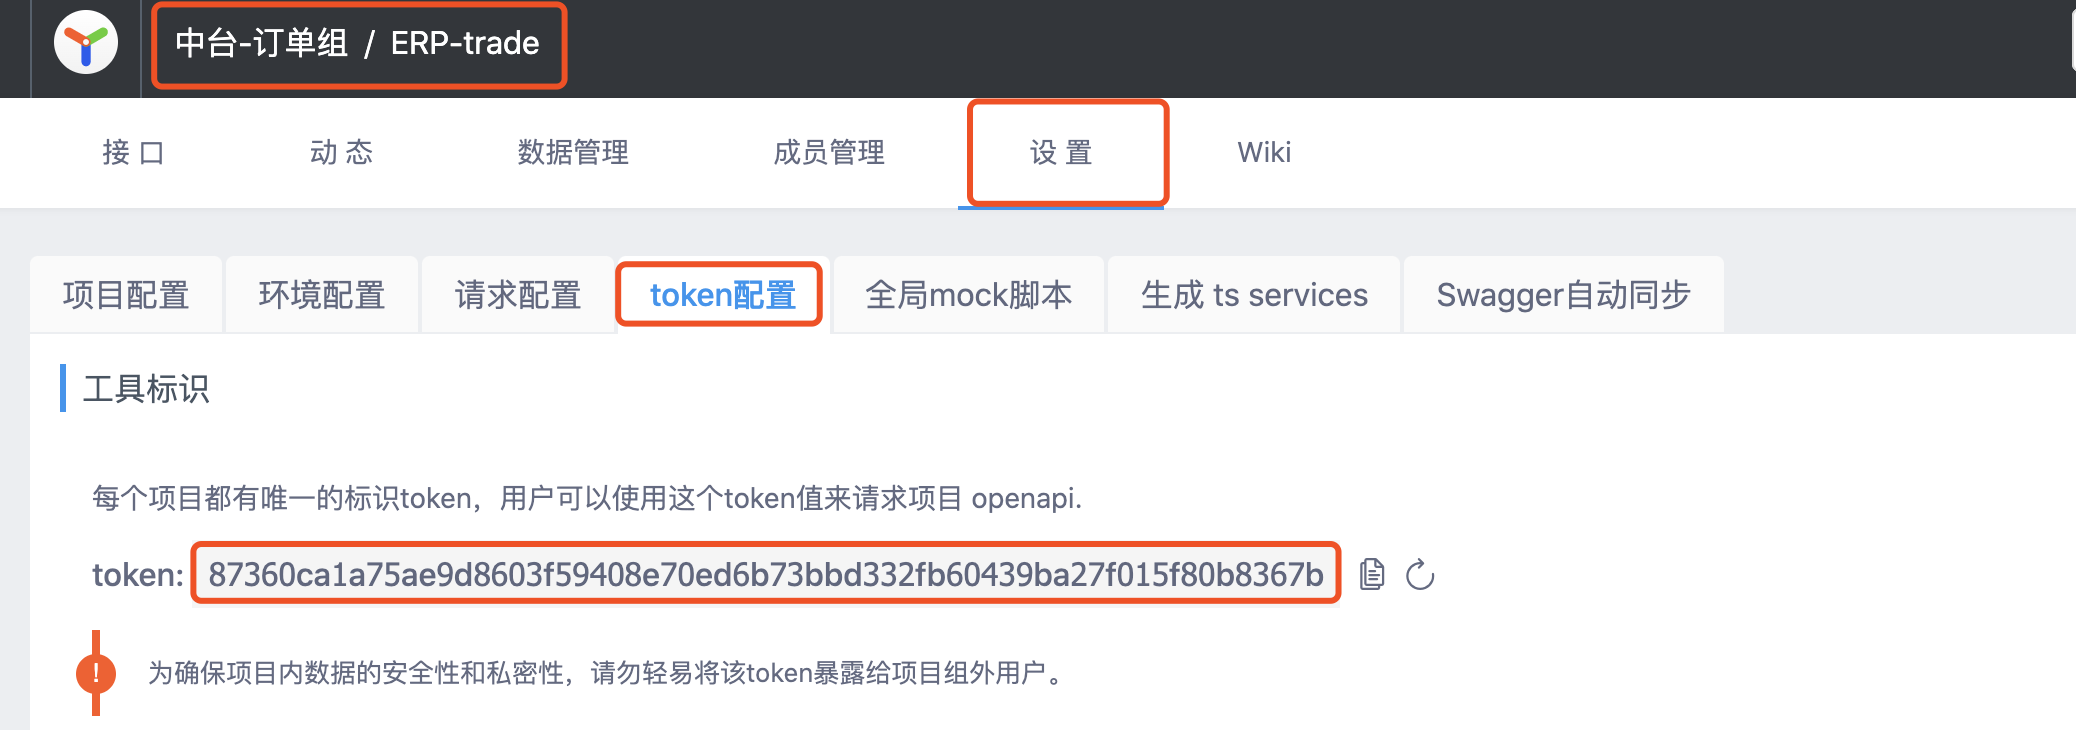 中台-订单组 / ERP-trade
接 口 动 态 数据管理 成员管理 设 置 Wiki
项目配置 环境配置 请求配置 token配置 全局mock脚本 生成 ts services Swagger自动同步
工具标识
每个项目都有唯一的标识token，用户可以使用这个token值来请求项目 openapi.
token: 87360ca1a75ae9d8603f59408e70ed6b73bbd332fb60439ba27f015f80b8367b
为确保项目内数据的安全性和私密性，请勿轻易将该token暴露给项目组外用户。